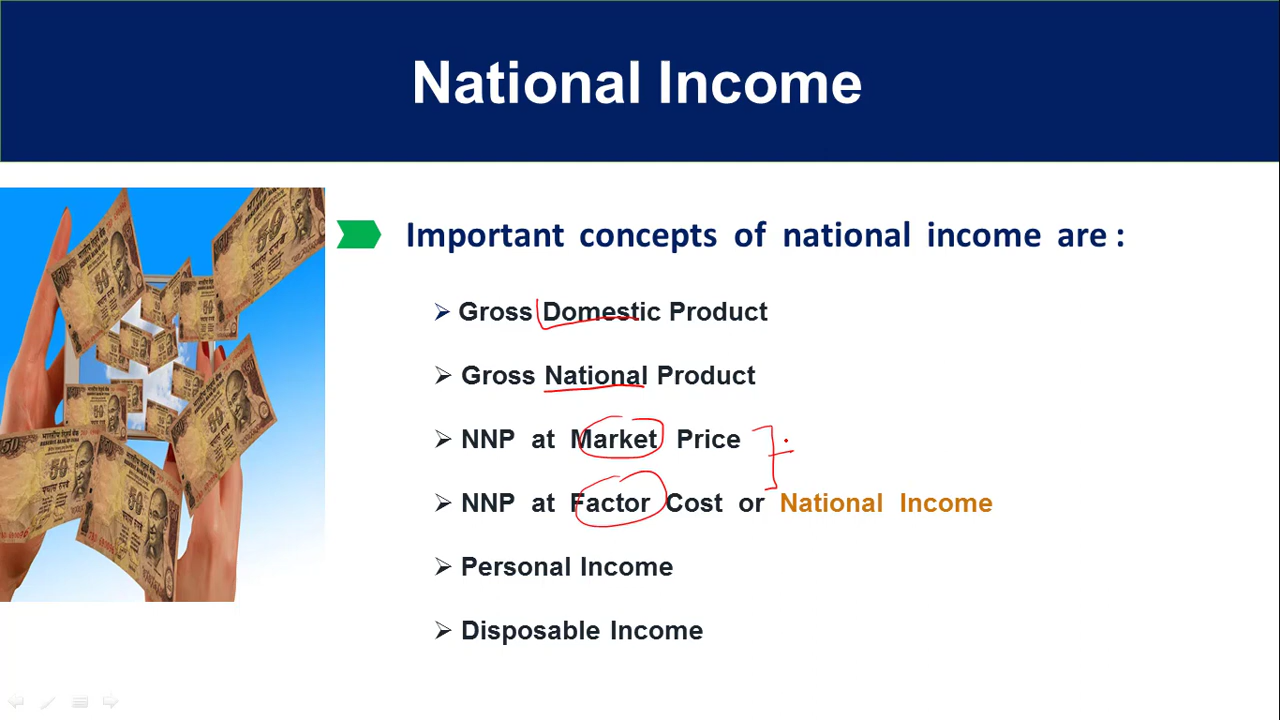 National Income
Important concepts of national income are :
Gross Domestic Product
Gross National Product
NNP at Market Price
NNP at Factor Cost or National Income
Personal Income
Disposable Income